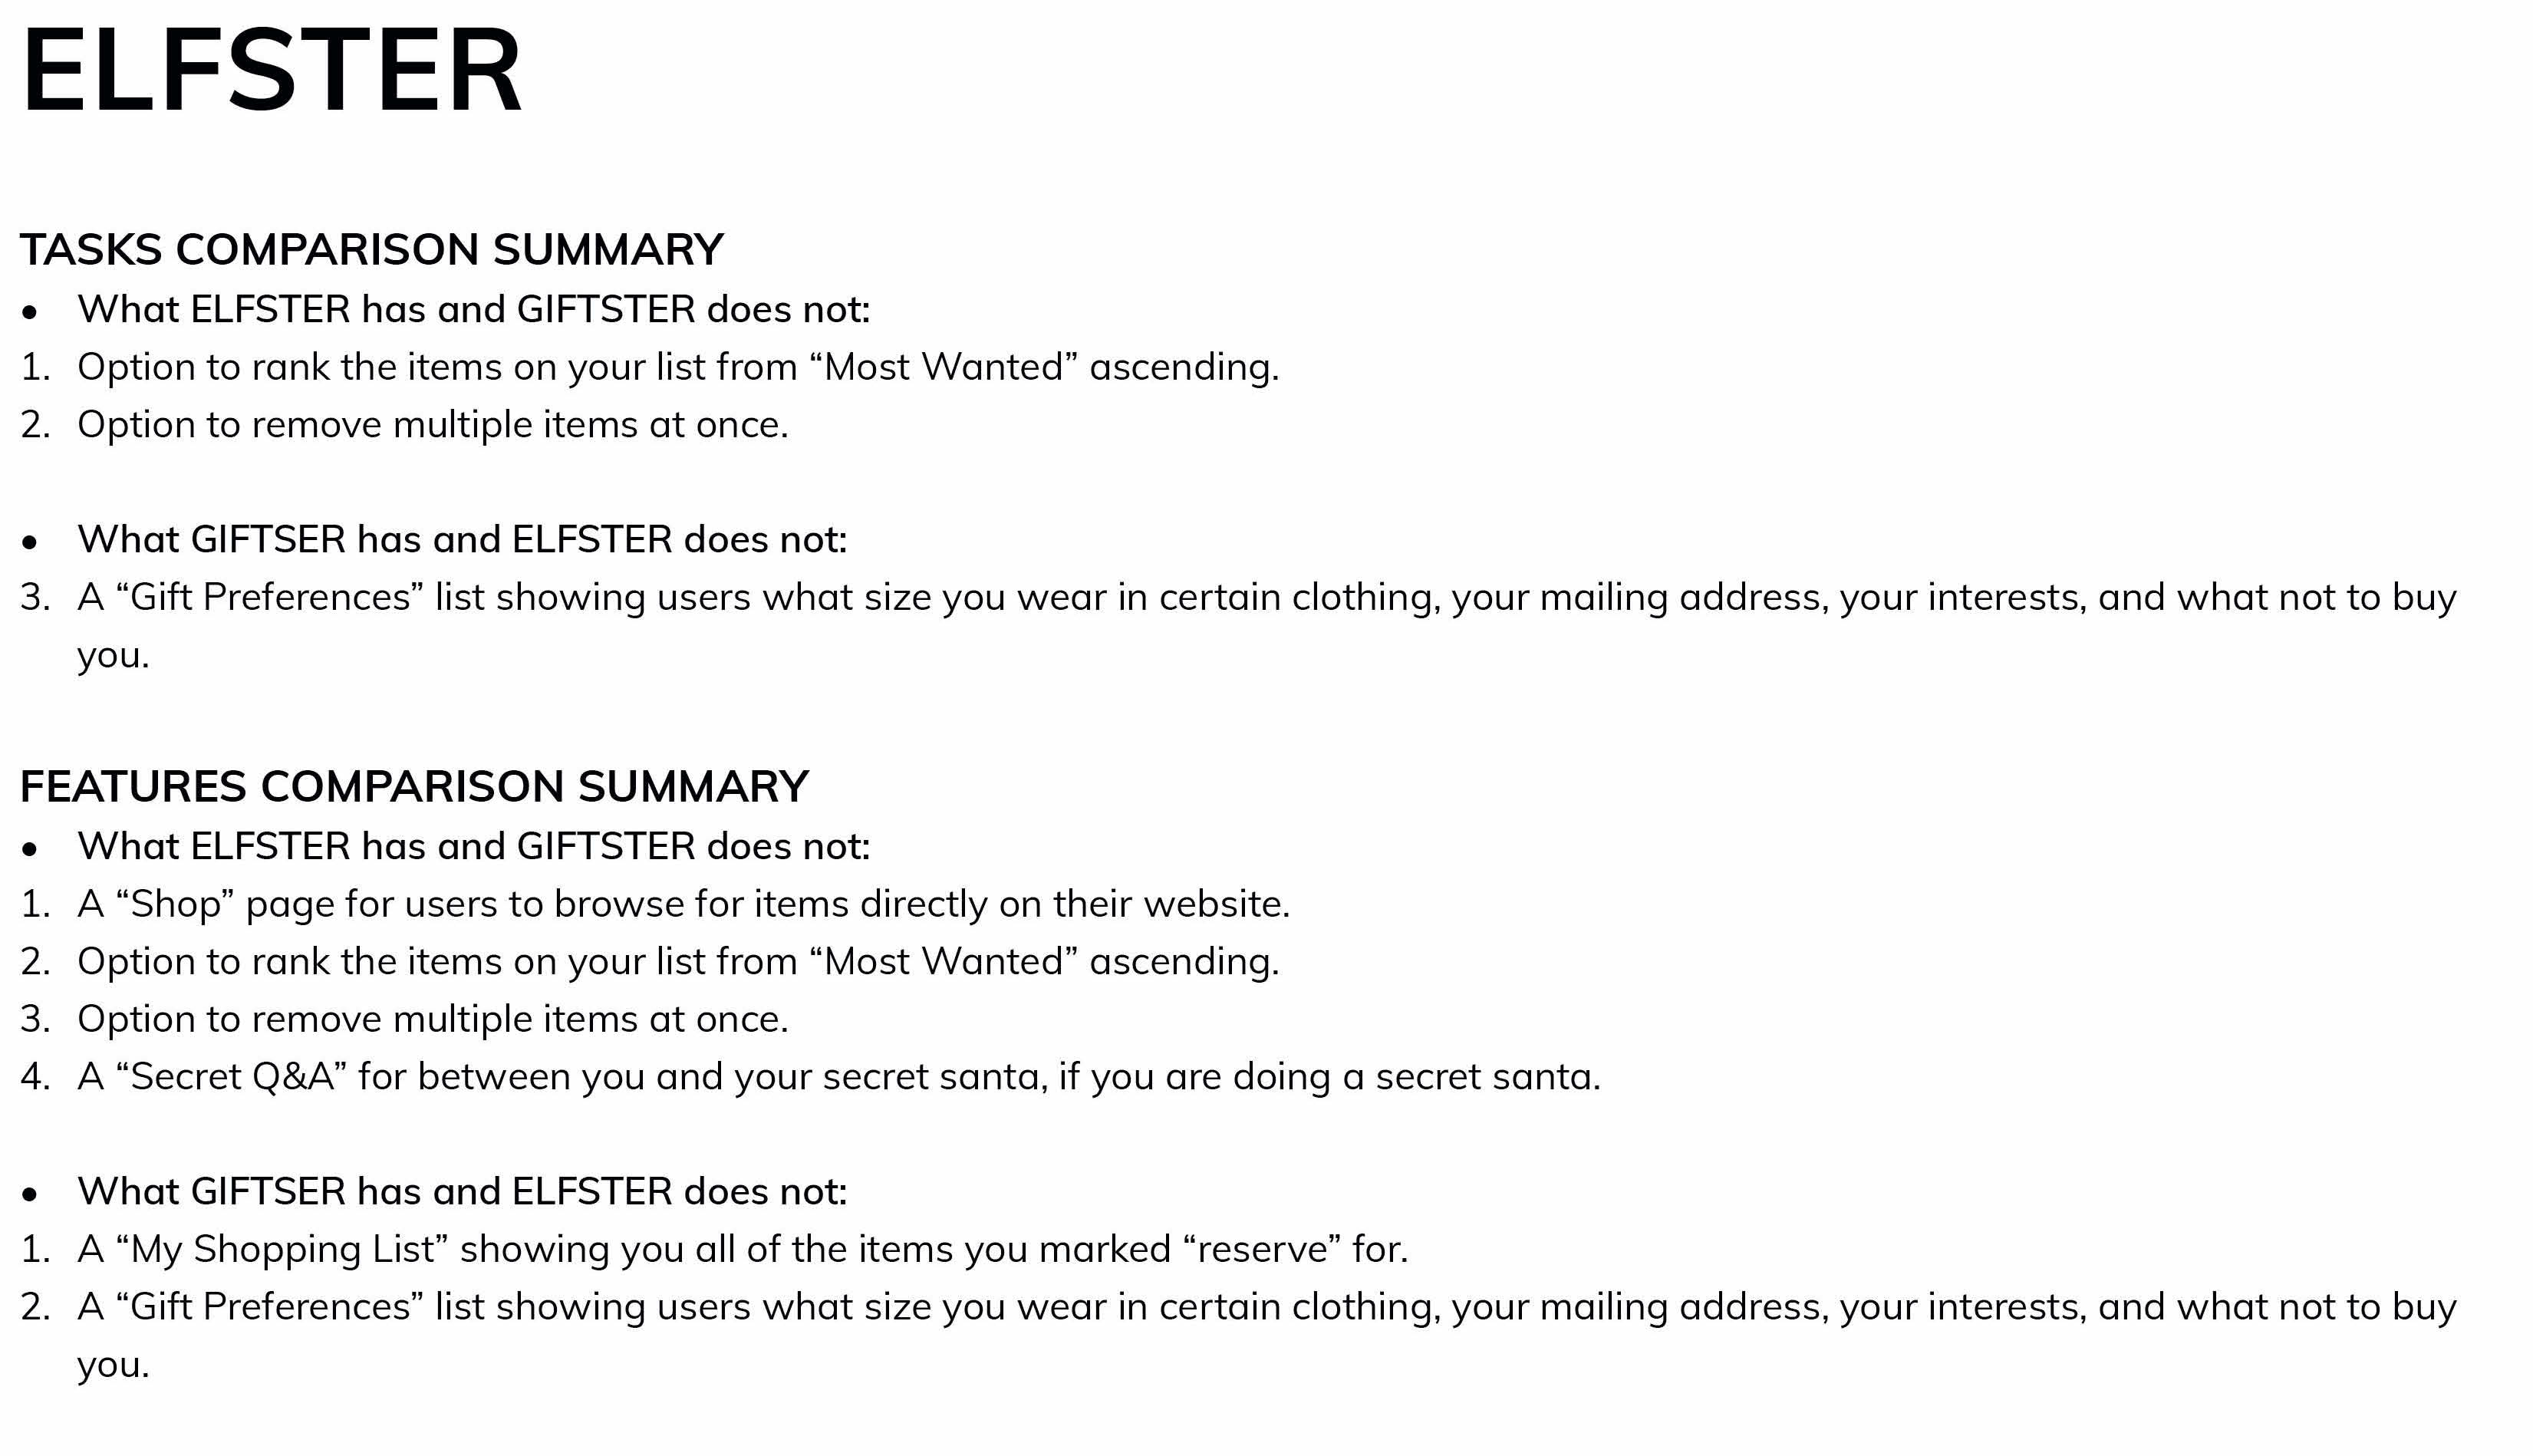 ELFSTER
TASKS COMPARISON SUMMARY
• What ELFSTER has and GIFTSTER does not:
1. Option to rank the items on your list from “Most Wanted” ascending.
2. Option to remove multiple items at once.
• What GIFTSER has and ELFSTER does not:
3. A “Gift Preferences” list showing users what size you wear in certain clothing, your mailing address, your interests, and what not to buy
you.
FEATURES COMPARISON SUMMARY
• What ELFSTER has and GIFTSTER does not:
1. A “Shop” page for users to browse for items directly on their website.
2. Option to rank the items on your list from “Most Wanted” ascending.
3. Option to remove multiple items at once.
4. A “Secret Q&A” for between you and your secret santa, if you are doing a secret santa.
• What GIFTSER has and ELFSTER does not:
1. A “My Shopping List” showing you all of the items you marked “reserve” for.
2. A “Gift Preferences” list showing users what size you wear in certain clothing, your mailing address, your interests, and what not to buy
you.